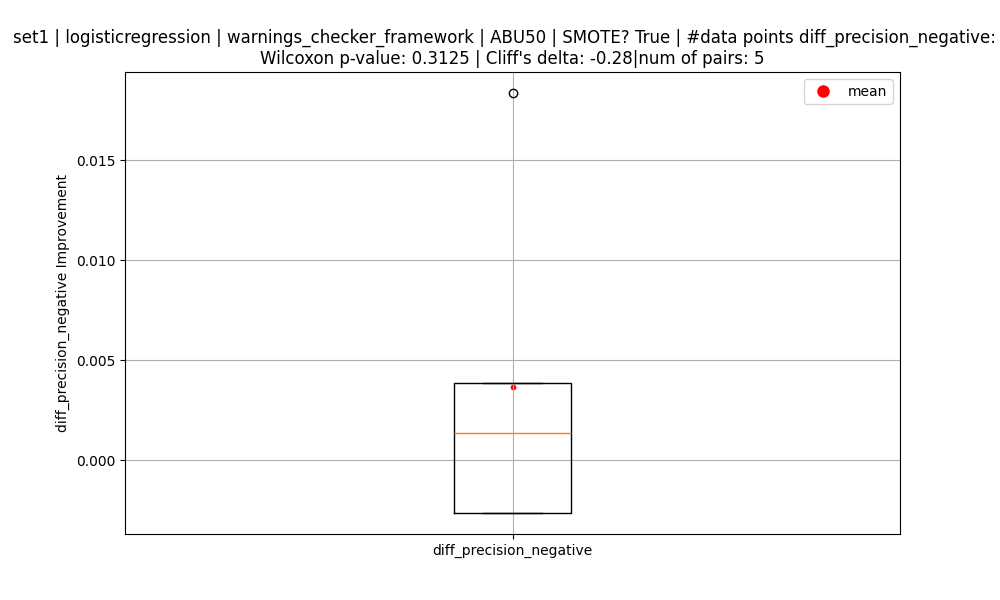 set1 | logisticregression | warnings_checker_framework | ABU50 | SMOTE? True | #data points diff_precision_negative:
Wilcoxon p-value: 0.3125 | Cliff's delta: -0.28|num of pairs: 5
mean
0.015
0.010
0.005
0.000
diff_precision_negative Improvement
diff_precision_negative